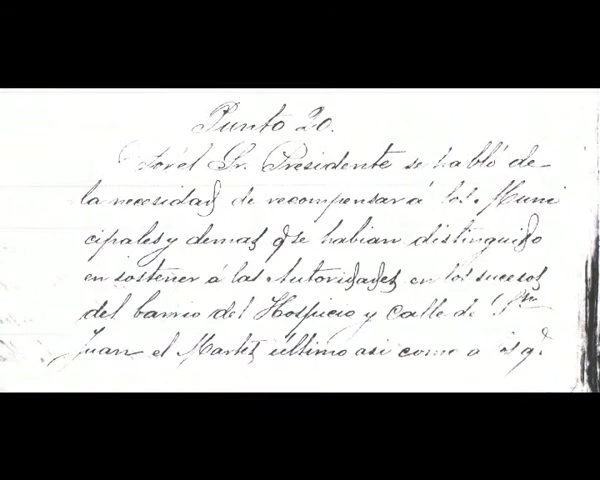 Punto 20.
Por el Sr. Presidente se habló de
la necesidad de recompensar á los Muni
cipales y demas q. se habian distinguido
en sostener á las Autoridades en los sucesos
del barrio del Hospicio y calle de Sn.
Juan el Martes último asi como a los q.